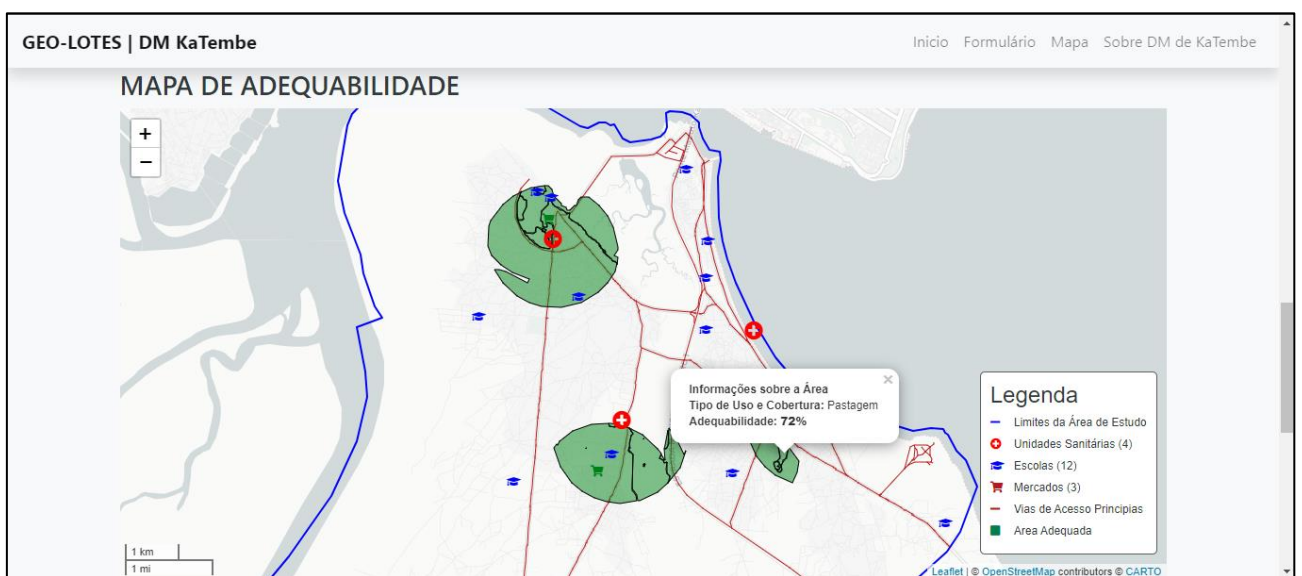 GEO-LOTES | DM KaTembe
Inicio Formulário Mapa Sobre DM de KaTembe
MAPA DE ADEQUABILIDADE
+
−
Informações sobre a Área
Tipo de Uso e Cobertura: Pastagem
Adequabilidade: 72%
×
Legenda
Limites da Área de Estudo
Unidades Sanitárias (4)
Escolas (12)
Mercados (3)
Vias de Acesso Principias
Area Adequada
1 km
1 mi
Leaflet | © OpenStreetMap contributors © CARTO